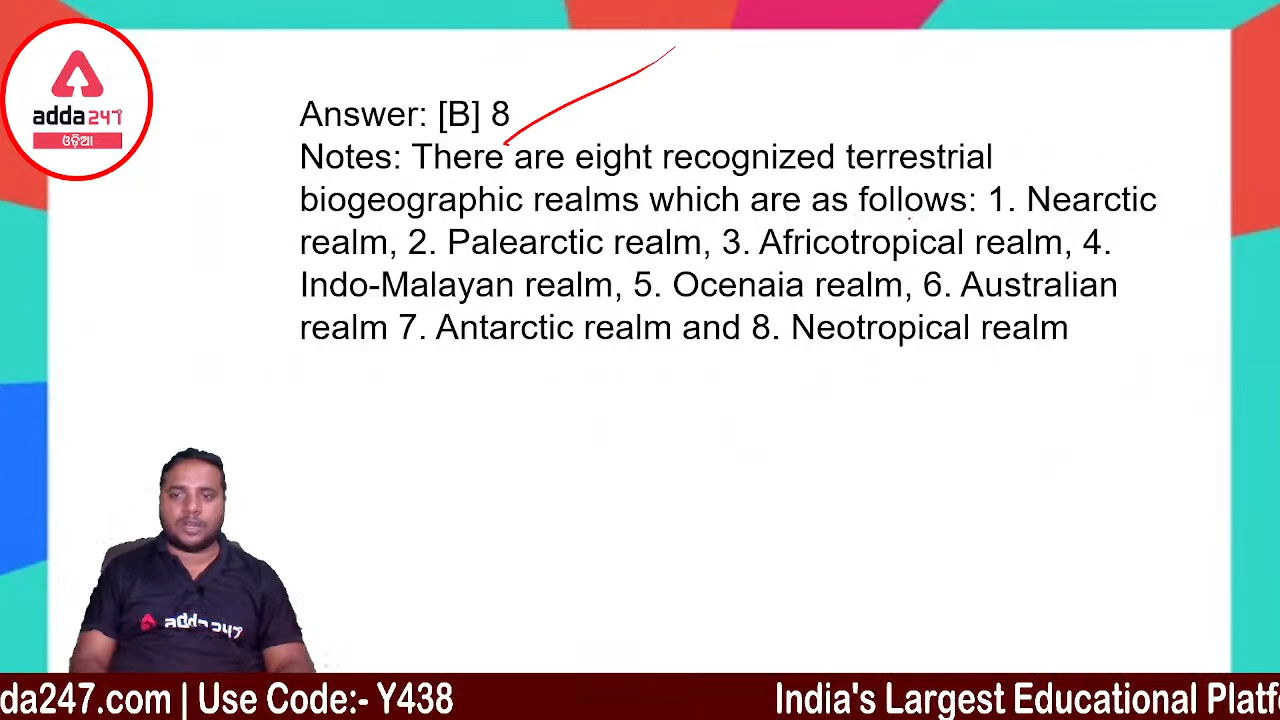 adda247
ଓଡ଼ିଆ
Answer: [B] 8
Notes: There are eight recognized terrestrial
biogeographic realms which are as follows: 1. Nearctic
realm, 2. Palearctic realm, 3. Africotropical realm, 4.
Indo-Malayan realm, 5. Ocenaia realm, 6. Australian
realm 7. Antarctic realm and 8. Neotropical realm
adda247
da247.com | Use Code:- Y438 India's Largest Educational Platf